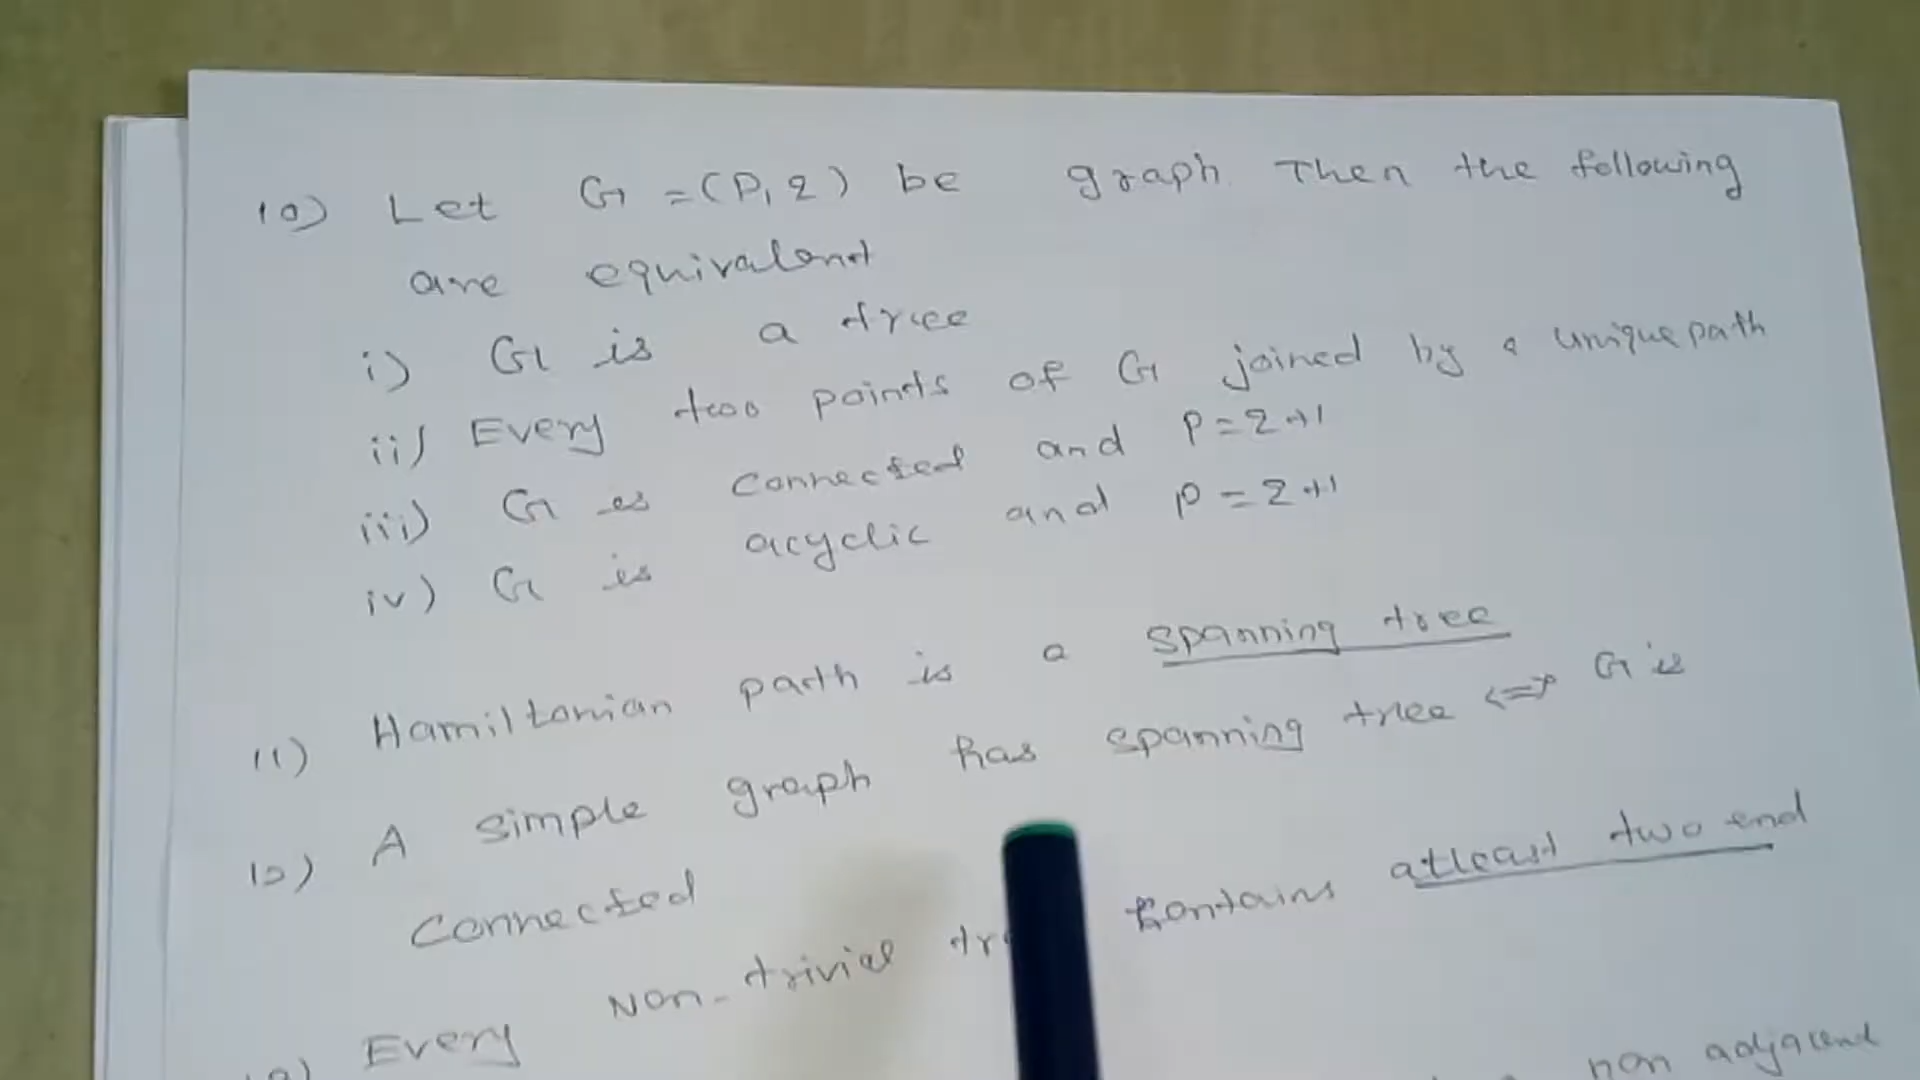 10) Let G = (P, q) be graph Then the following
are equivalent
i) G is a tree
ii) Every two points of G joined by a unique path
iii) G is connected and P = q+1
iv) G is acyclic and p = q+1
11) Hamiltonian path is a spanning tree
12) A simple graph has spanning tree <=> G is
connected
Every non-trivial contains atleast two end
non adjacent